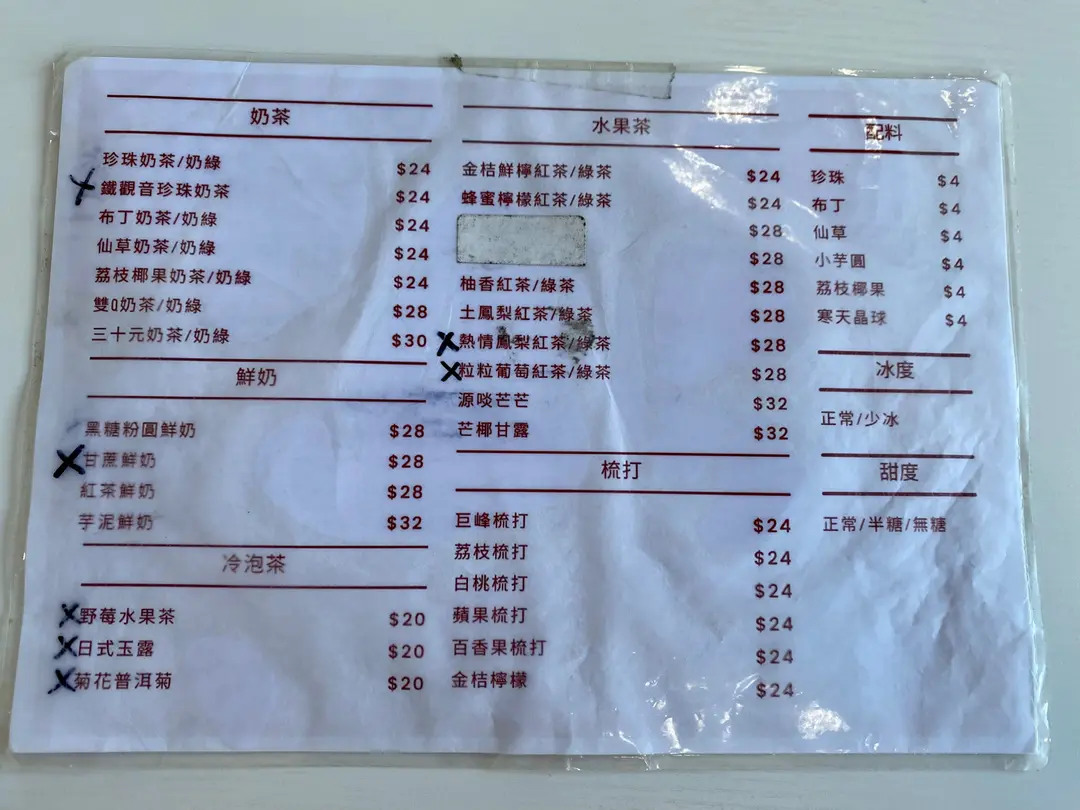 奶茶
珍珠奶茶/奶綠 $24
鐵觀音珍珠奶茶 $24
布丁奶茶/奶綠 $24
仙草奶茶/奶綠 $24
荔枝椰果奶茶/奶綠 $24
雙Q奶茶/奶綠 $28
三十元奶茶/奶綠 $30
鮮奶
黑糖粉圓鮮奶 $28
甘蔗鮮奶 $28
紅茶鮮奶 $28
芋泥鮮奶 $32
冷泡茶
野莓水果茶 $20
日式玉露 $20
菊花普洱菊 $20
水果茶
金桔鮮檸紅茶/綠茶 $24
蜂蜜檸檬紅茶/綠茶 $24
$28
$28
柚香紅茶/綠茶 $28
土鳳梨紅茶/綠茶 $28
熱情鳳梨紅茶/綠茶 $28
粒粒葡萄紅茶/綠茶 $28
源啖芒芒 $32
芒椰甘露 $32
梳打
巨峰梳打 $24
荔枝梳打 $24
白桃梳打 $24
蘋果梳打 $24
百香果梳打 $24
金桔檸檬 $24
配料
珍珠 $4
布丁 $4
仙草 $4
小芋圓 $4
荔枝椰果 $4
寒天晶球 $4
冰度
正常/少冰
甜度
正常/半糖/無糖